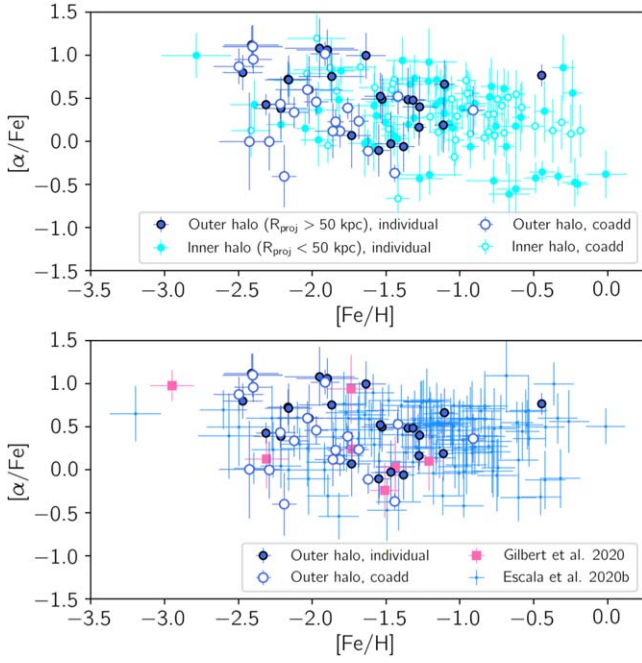 1.5
1.0
0.5
0.0
−0.5
−1.0
−1.5
[α/Fe]
Outer halo (Rproj > 50 kpc), individual
Inner halo (Rproj < 50 kpc), individual
Outer halo, coadd
Inner halo, coadd
−3.5 −3.0 −2.5 −2.0 −1.5 −1.0 −0.5 0.0
[Fe/H]
1.5
1.0
0.5
0.0
−0.5
−1.0
−1.5
[α/Fe]
Outer halo, individual
Outer halo, coadd
Gilbert et al. 2020
Escala et al. 2020b
−3.5 −3.0 −2.5 −2.0 −1.5 −1.0 −0.5 0.0
[Fe/H]